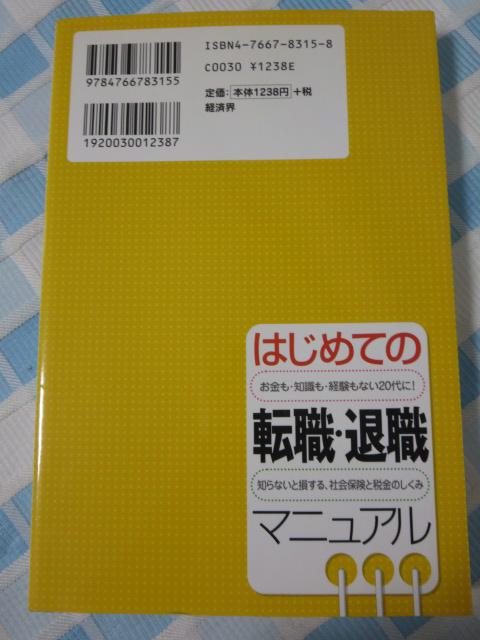 ISBN4-7667-8315-8
9784766783155
C0030 ¥1238E
定価：本体1238円＋税
経済界
1920030012387
はじめての
お金も・知識も・経験もない20代に!
転職・退職
知らないと損する、社会保険と税金のしくみ
マニュアル